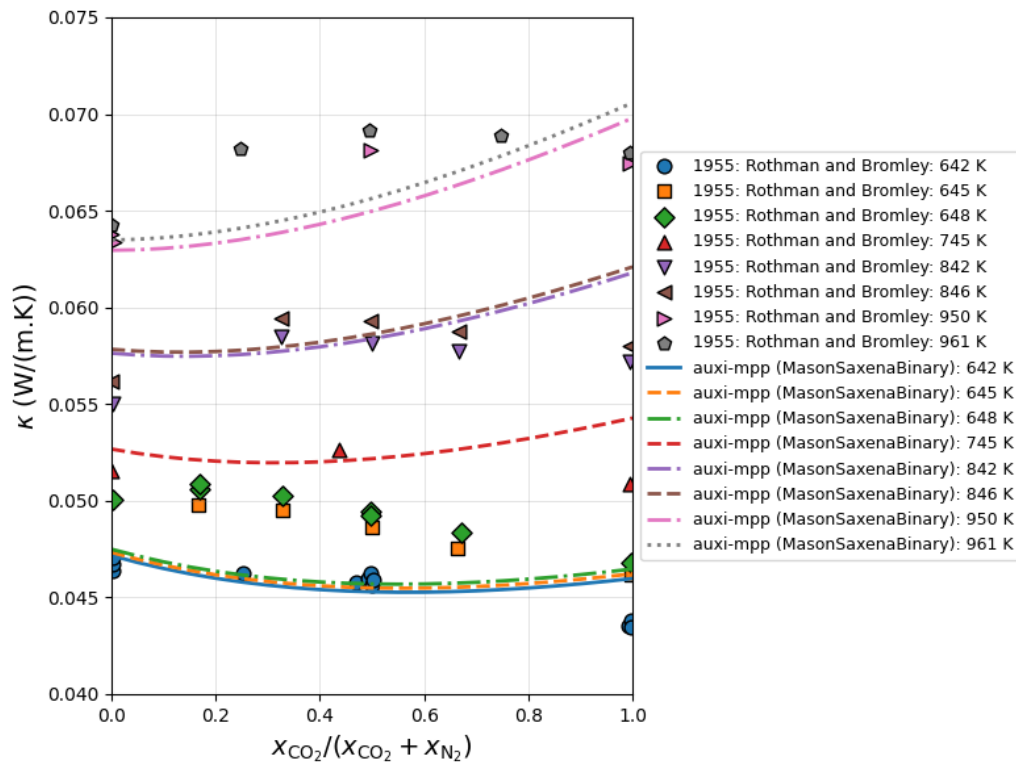 0.075
0.070
0.065
0.060
0.055
0.050
0.045
0.040
κ (W/(m.K))
0.0 0.2 0.4 0.6 0.8 1.0
x_CO₂/(x_CO₂ + x_N₂)
1955: Rothman and Bromley: 642 K
1955: Rothman and Bromley: 645 K
1955: Rothman and Bromley: 648 K
1955: Rothman and Bromley: 745 K
1955: Rothman and Bromley: 842 K
1955: Rothman and Bromley: 846 K
1955: Rothman and Bromley: 950 K
1955: Rothman and Bromley: 961 K
auxi-mpp (MasonSaxenaBinary): 642 K
auxi-mpp (MasonSaxenaBinary): 645 K
auxi-mpp (MasonSaxenaBinary): 648 K
auxi-mpp (MasonSaxenaBinary): 745 K
auxi-mpp (MasonSaxenaBinary): 842 K
auxi-mpp (MasonSaxenaBinary): 846 K
auxi-mpp (MasonSaxenaBinary): 950 K
auxi-mpp (MasonSaxenaBinary): 961 K